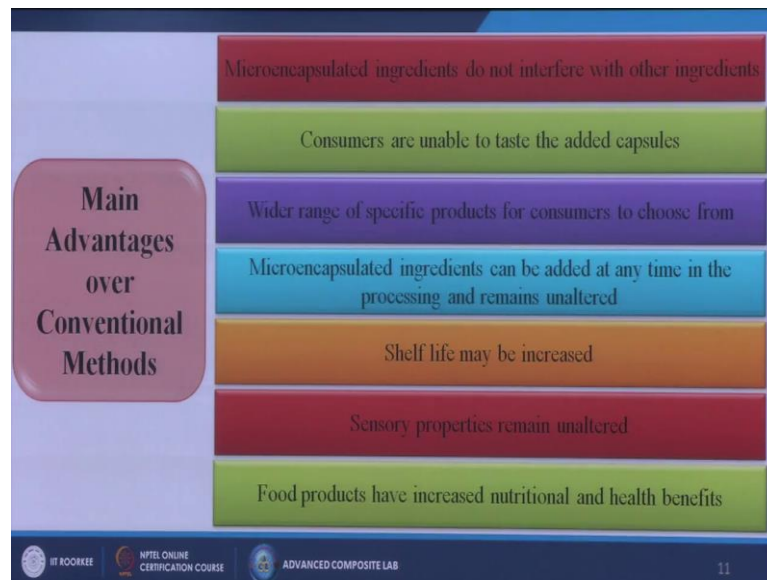 Main
Advantages
over
Conventional
Methods
Microencapsulated ingredients do not interfere with other ingredients
Consumers are unable to taste the added capsules
Wider range of specific products for consumers to choose from
Microencapsulated ingredients can be added at any time in the
processing and remains unaltered
Shelf life may be increased
Sensory properties remain unaltered
Food products have increased nutritional and health benefits
IIT ROORKEE
NPTEL ONLINE
CERTIFICATION COURSE
ADVANCED COMPOSITE LAB
11